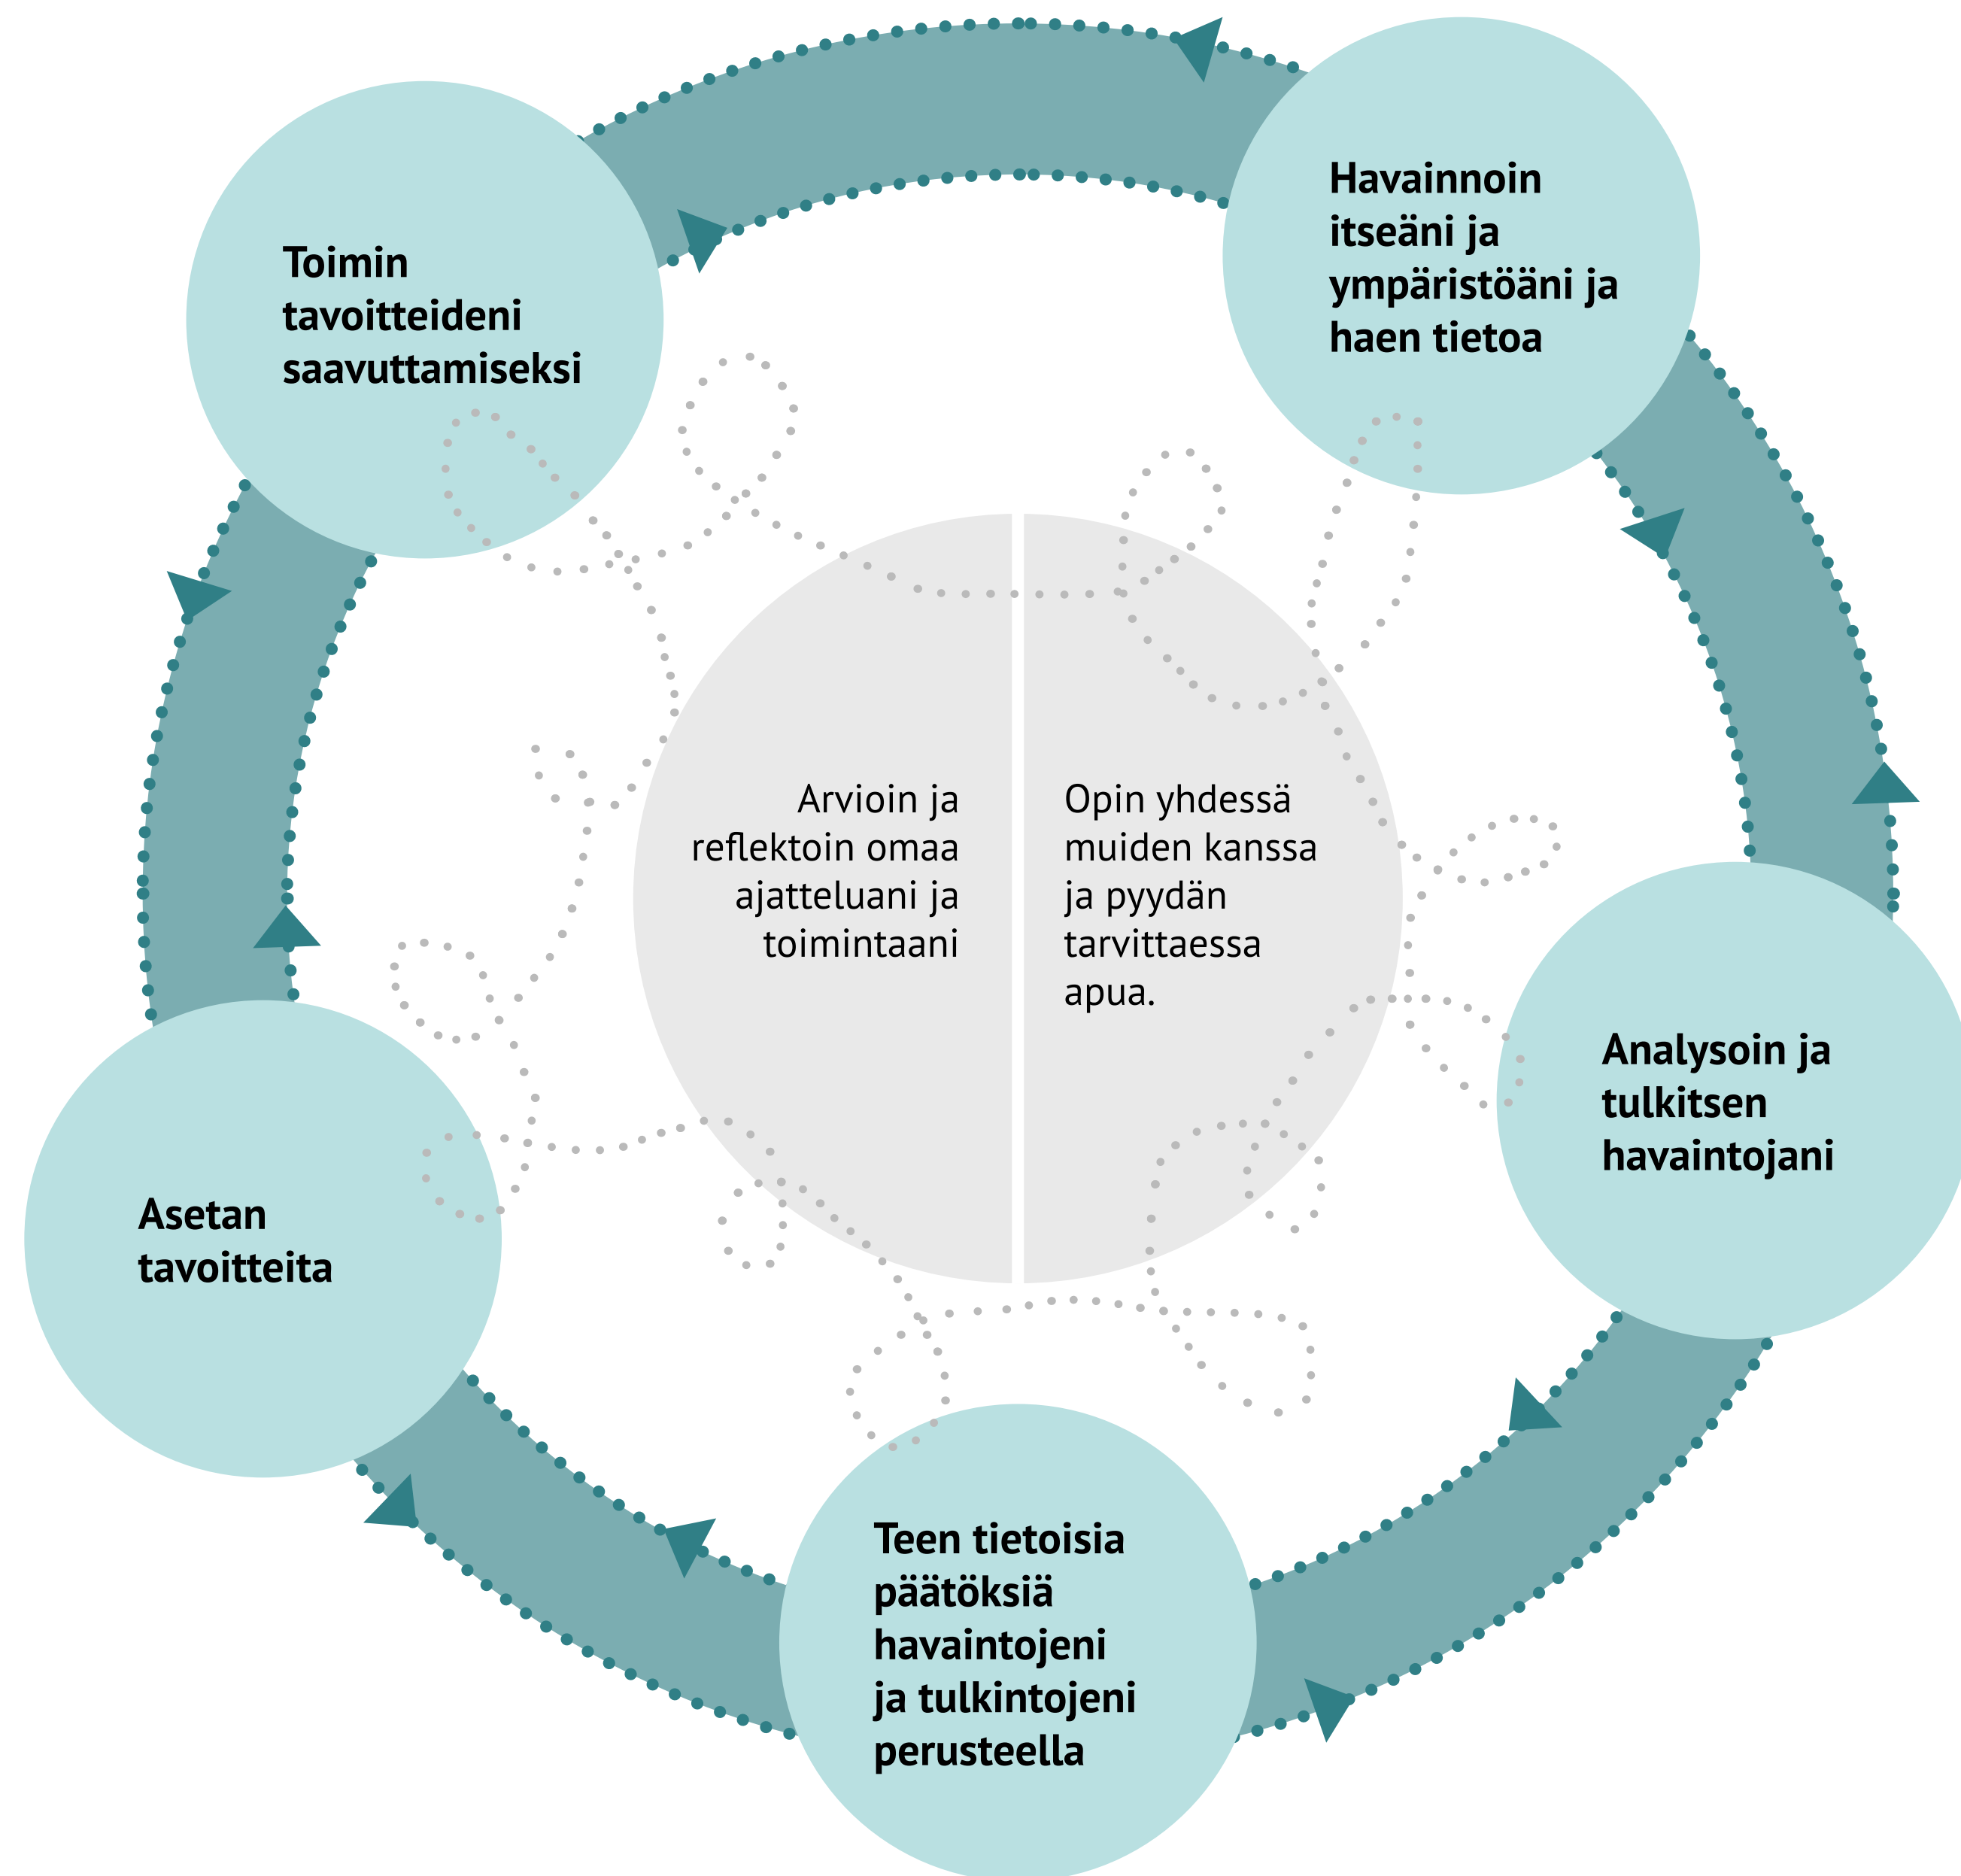 Toimin
tavoitteideni
saavuttamiseksi
Havainnoin
itseäni ja
ympäristöäni ja
haen tietoa
Arvioin ja
reflektoin omaa
ajatteluani ja
toimintaani
Opin yhdessä
muiden kanssa
ja pyydän
tarvittaessa
apua.
Analysoin ja
tulkitsen
havaintojani
Asetan
tavoitteita
Teen tietoisia
päätöksiä
havaintojeni
ja tulkintojeni
perusteella